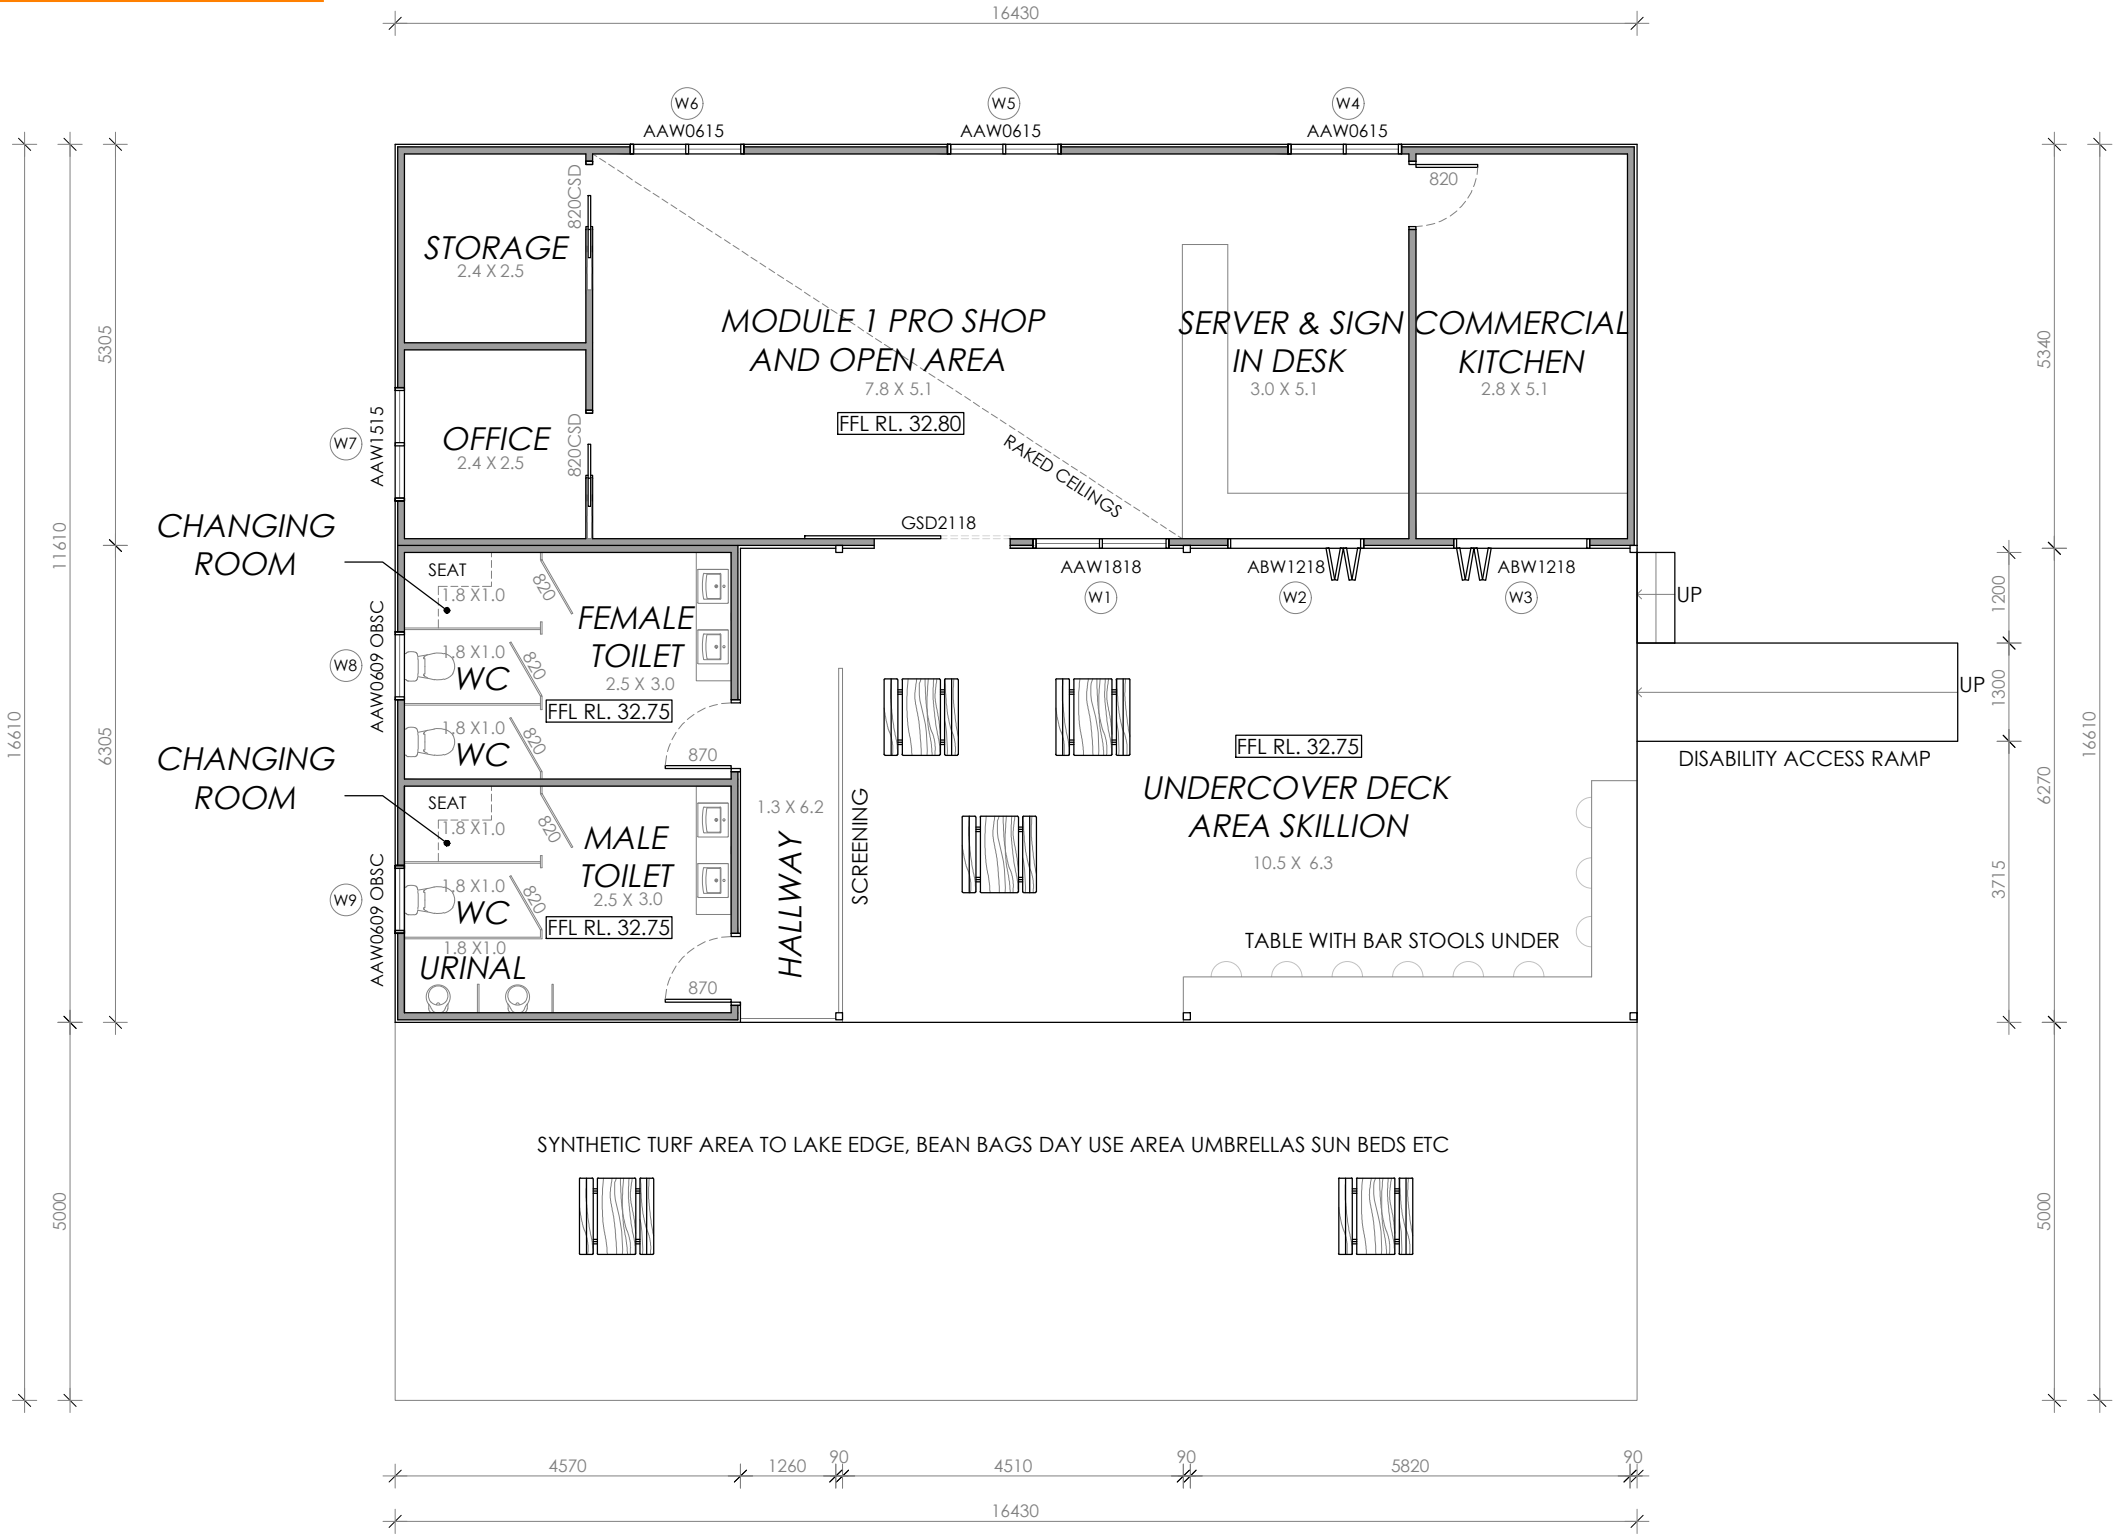 16430
W6
W5
W4
AAW0615
AAW0615
AAW0615
820CSD
820
STORAGE
2.4 X 2.5
MODULE 1 PRO SHOP
AND OPEN AREA
7.8 X 5.1
FFL RL. 32.80
SERVER & SIGN
IN DESK
3.0 X 5.1
COMMERCIAL
KITCHEN
2.8 X 5.1
5305
5340
W7
AAW1515
OFFICE
2.4 X 2.5
820CSD
RAKED CEILINGS
GSD2118
CHANGING
ROOM
11610
SEAT
1.8 X1.0
820
FEMALE
TOILET
2.5 X 3.0
FFL RL. 32.75
AAW1818
W1
ABW1218
W2
ABW1218
W3
UP
1200
W8
AAW0609 OBSC
1.8 X1.0
WC
820
1.8 X1.0
WC
820
870
UP
1300
DISABILITY ACCESS RAMP
16610
6305
16610
6270
FFL RL. 32.75
UNDERCOVER DECK
AREA SKILLION
10.5 X 6.3
CHANGING
ROOM
SEAT
1.8 X1.0
820
MALE
TOILET
2.5 X 3.0
FFL RL. 32.75
1.3 X 6.2
HALLWAY
SCREENING
3715
W9
AAW0609 OBSC
1.8 X1.0
WC
820
1.8 X1.0
URINAL
870
TABLE WITH BAR STOOLS UNDER
SYNTHETIC TURF AREA TO LAKE EDGE, BEAN BAGS DAY USE AREA UMBRELLAS SUN BEDS ETC
5000
5000
4570
1260
90
4510
90
5820
90
16430